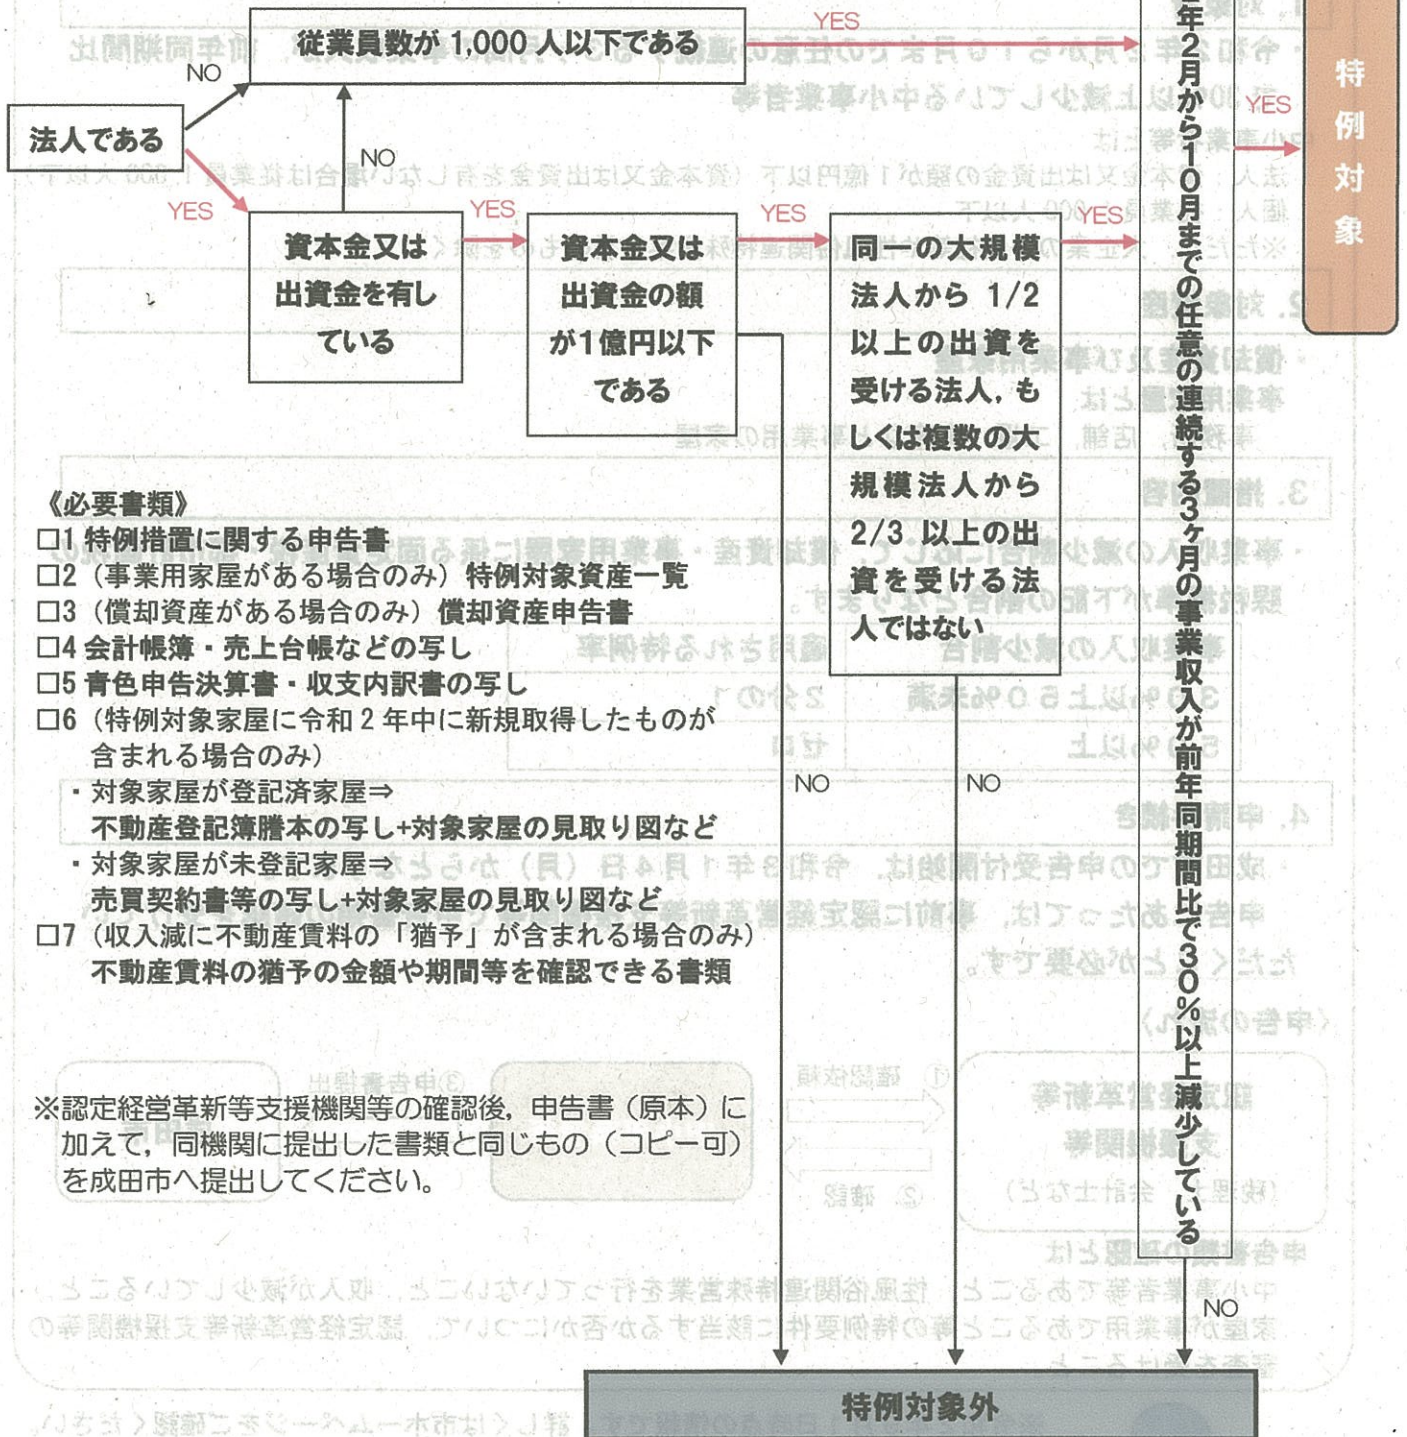 従業員数が 1,000 人以下である
YES
NO
法人である
NO
YES
資本金又は
出資金を有し
ている
YES
資本金又は
出資金の額
が1億円以下
である
YES
同一の大規模
法人から 1/2
以上の出資を
受ける法人，も
しくは複数の大
規模法人から
2/3 以上の出
資を受ける法
人ではない
YES
年2月から10月までの任意の連続する3ヶ月の事業収入が前年同期間比で30%以上減少している
YES
特例対象
《必要書類》
□1 特例措置に関する申告書
□2（事業用家屋がある場合のみ）特例対象資産一覧
□3（償却資産がある場合のみ）償却資産申告書
□4 会計帳簿・売上台帳などの写し
□5 青色申告決算書・収支内訳書の写し
□6（特例対象家屋に令和 2 年中に新規取得したものが
含まれる場合のみ）
・対象家屋が登記済家屋⇒
不動産登記簿謄本の写し+対象家屋の見取り図など
・対象家屋が未登記家屋⇒
売買契約書等の写し+対象家屋の見取り図など
□7（収入減に不動産賃料の「猶予」が含まれる場合のみ）
不動産賃料の猶予の金額や期間等を確認できる書類
※認定経営革新等支援機関等の確認後，申告書（原本）に
加えて，同機関に提出した書類と同じもの（コピー可）
を成田市へ提出してください。
NO
NO
NO
特例対象外